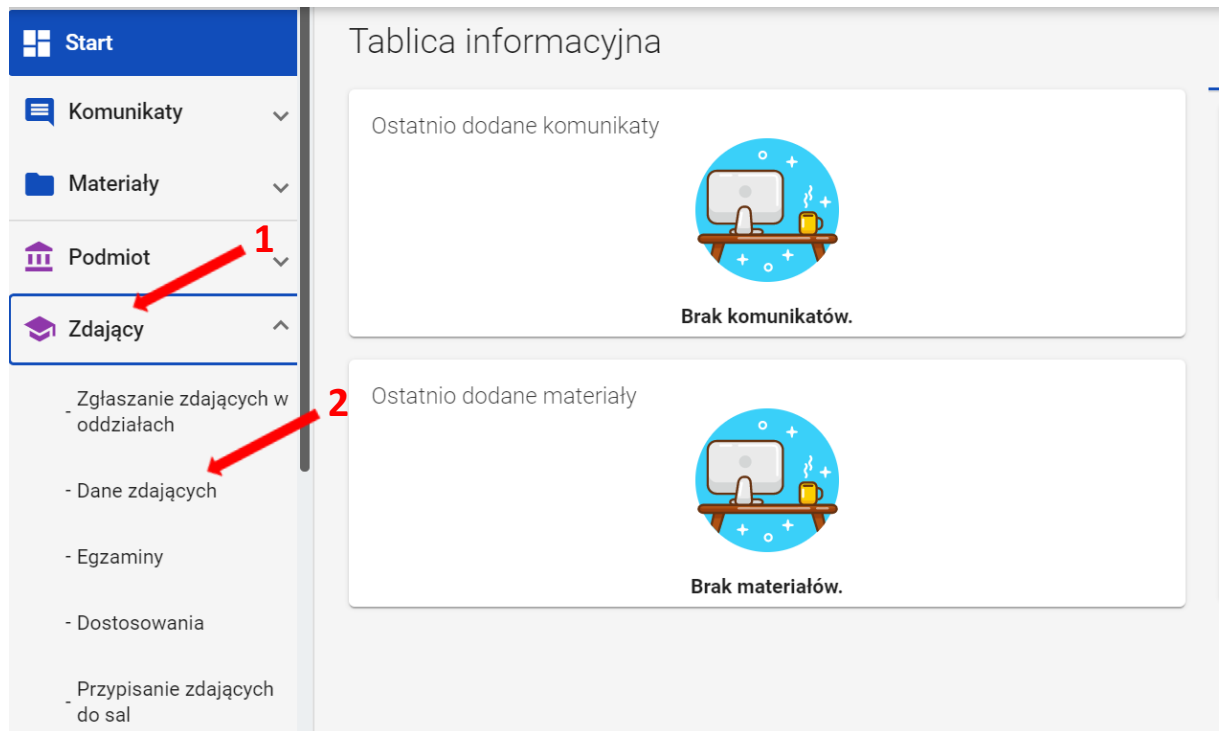 Start
Komunikaty
Materiały
Podmiot
1
Zdający
- Zgłaszanie zdających w
oddziałach
2
- Dane zdających
- Egzaminy
- Dostosowania
- Przypisanie zdających
do sal
Tablica informacyjna
Ostatnio dodane komunikaty
Brak komunikatów.
Ostatnio dodane materiały
Brak materiałów.